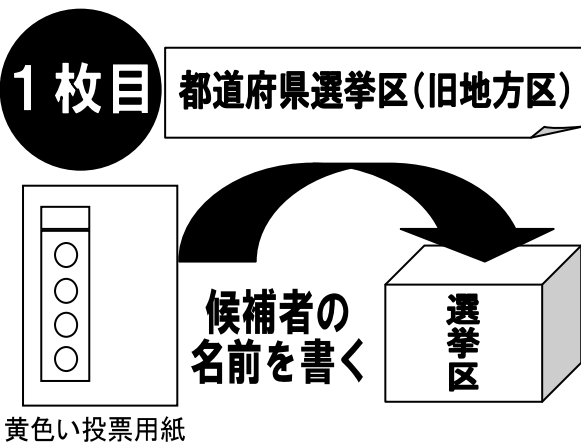 1枚目
都道府県選挙区(旧地方区)
候補者の
名前を書く
選挙区
黄色い投票用紙